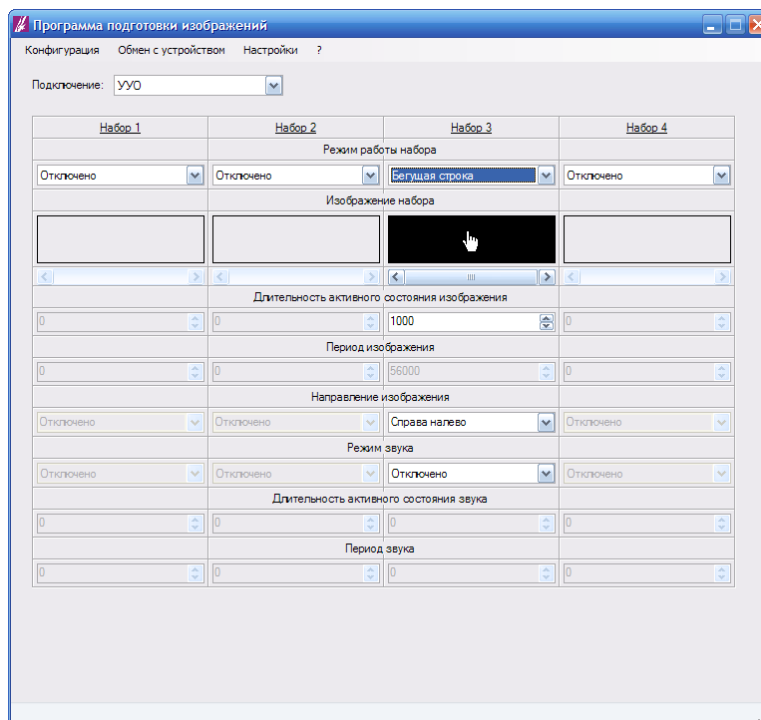 Программа подготовки изображений
Конфигурация Обмен с устройством Настройки ?
Подключение: УУО
Набор 1 Набор 2 Набор 3 Набор 4
Режим работы набора
Отключено Отключено Бегущая строка Отключено
Изображение набора
Длительность активного состояния изображения
0 0 1000 0
Период изображения
0 0 56000 0
Направление изображения
Отключено Отключено Справа налево Отключено
Режим звука
Отключено Отключено Отключено Отключено
Длительность активного состояния звука
0 0 0 0
Период звука
0 0 0 0